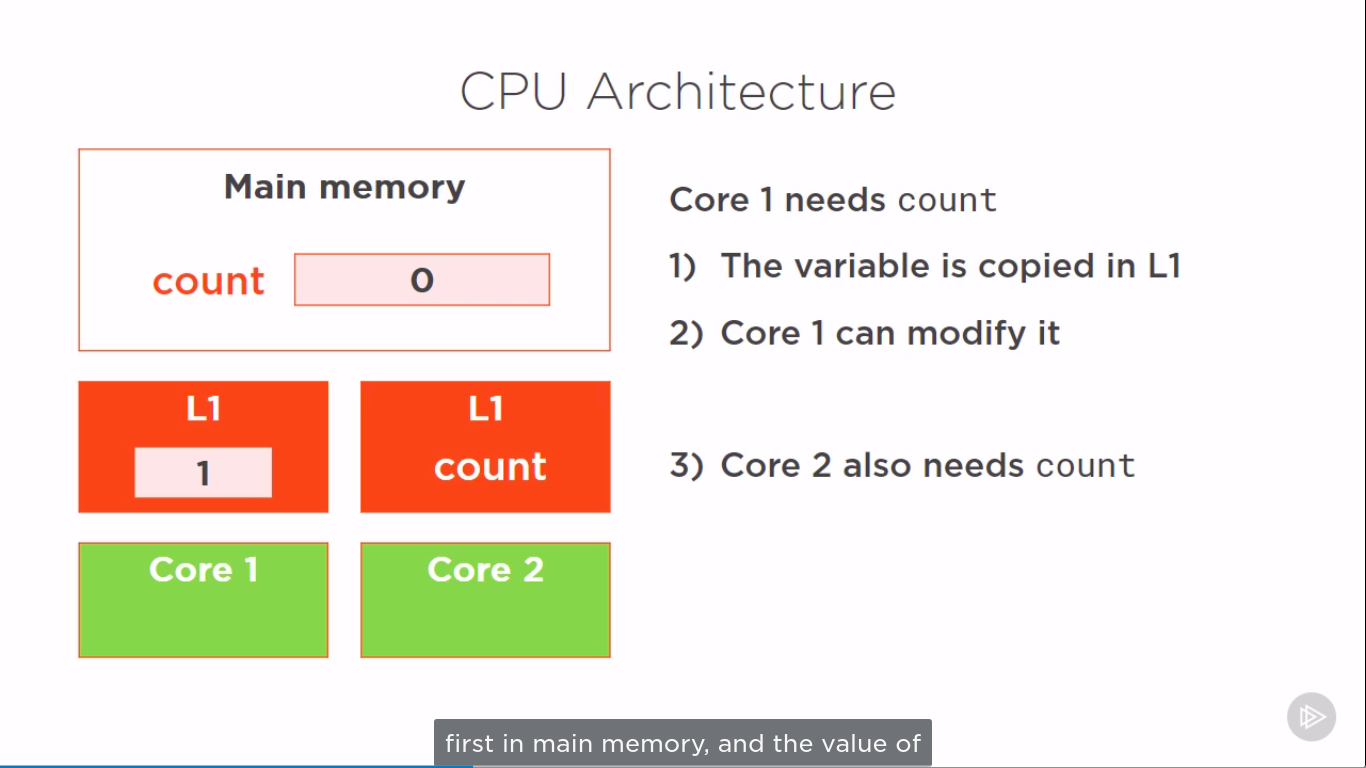 CPU Architecture
Main memory
count 0
L1
1
L1
count
Core 1
Core 2
Core 1 needs count
1) The variable is copied in L1
2) Core 1 can modify it
3) Core 2 also needs count
first in main memory, and the value of